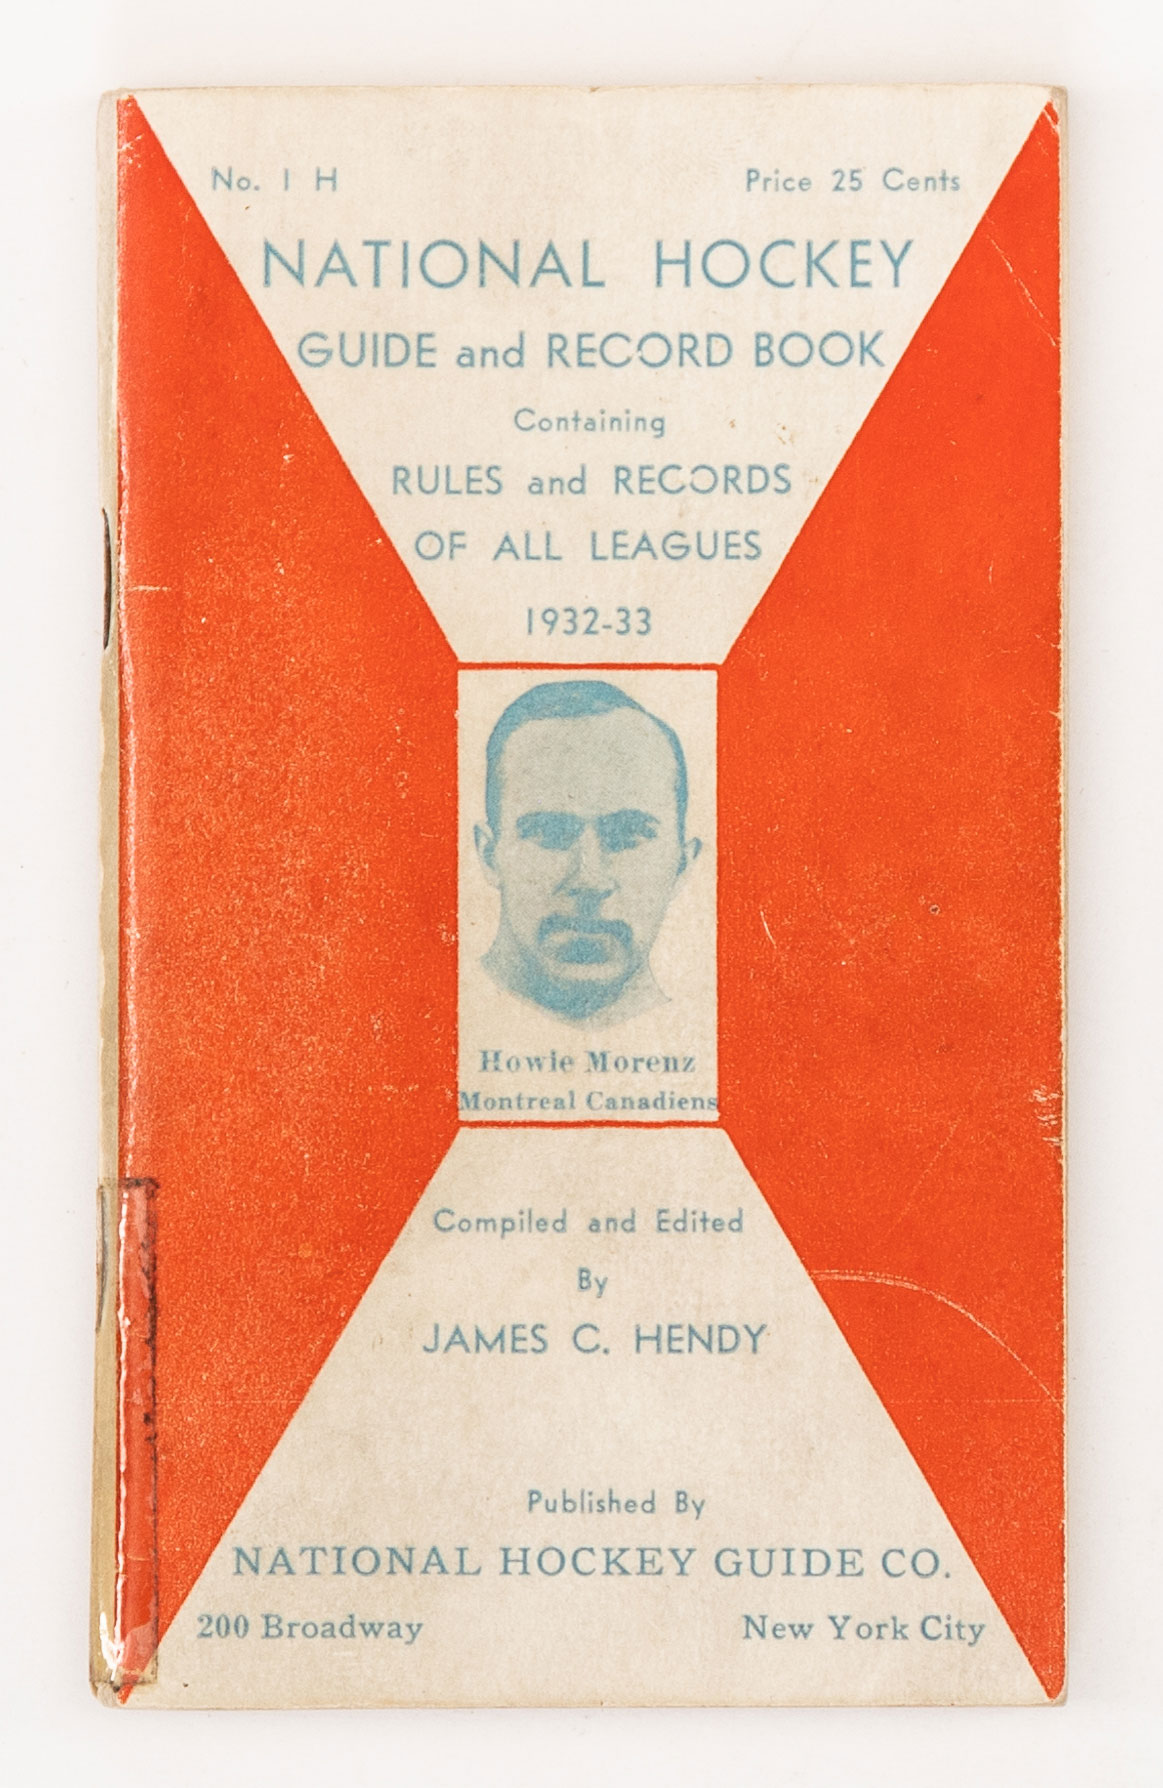 No. 1 H Price 25 Cents
NATIONAL HOCKEY
GUIDE and RECORD BOOK
Containing
RULES and RECORDS
OF ALL LEAGUES
1932-33
Howie Morenz
Montreal Canadiens
Compiled and Edited
By
JAMES C. HENDY
Published By
NATIONAL HOCKEY GUIDE CO.
200 Broadway New York City